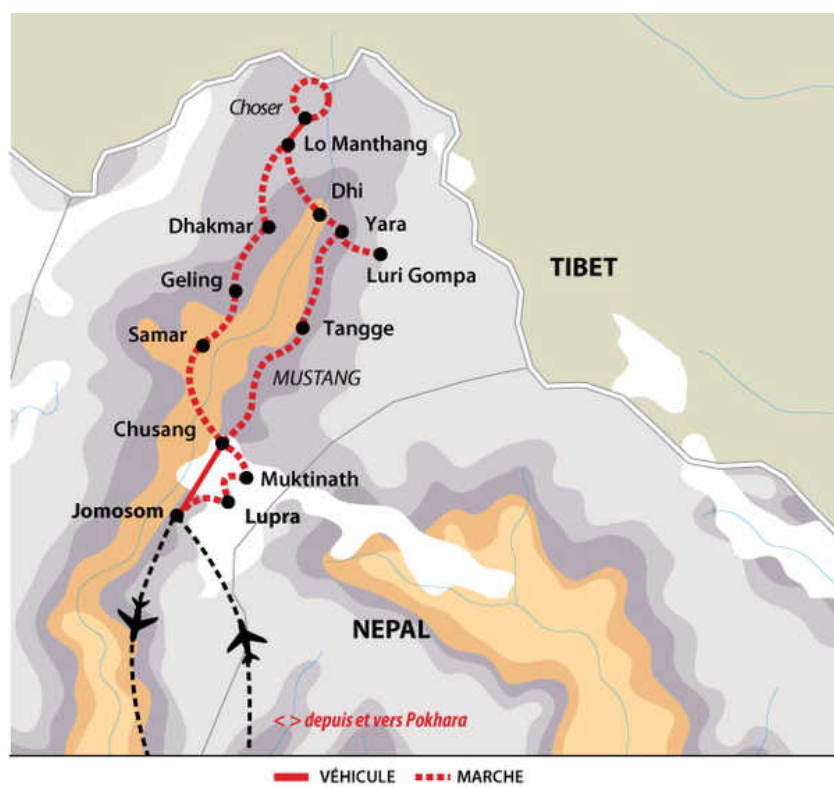 Choser
Lo Manthang
Dhi
Dhakmar
Yara
Luri Gompa
TIBET
Geling
Samar
Tangge
MUSTANG
Chusang
Muktinath
Jomosom
Lupra
NEPAL
< > depuis et vers Pokhara
VÉHICULE
MARCHE